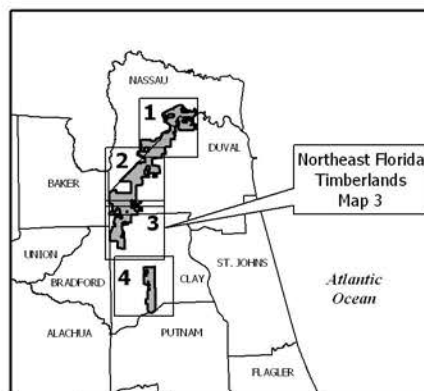 NASSAU
1
DUVAL
2
Northeast Florida
Timberlands
Map 3
BAKER
3
UNION
ST. JOHNS
4
BRADFORD
CLAY
Atlantic
Ocean
ALACHUA
PUTNAM
FLAGLER